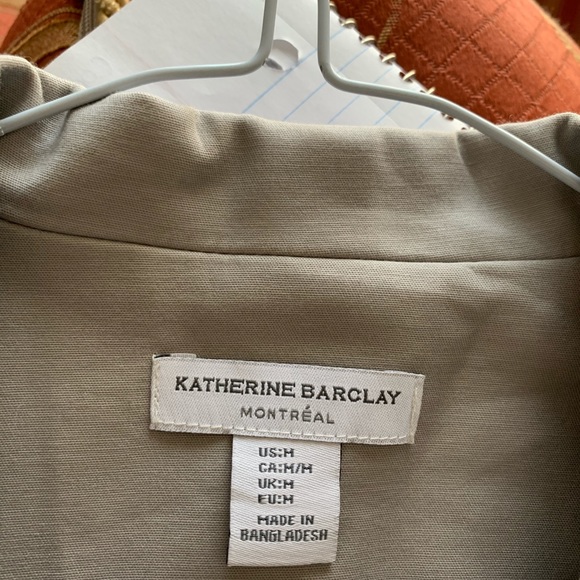 KATHERINE BARCLAY
MONTRÉAL
US:M
CA:M/M
UK:M
EU:M
MADE IN
BANGLADESH